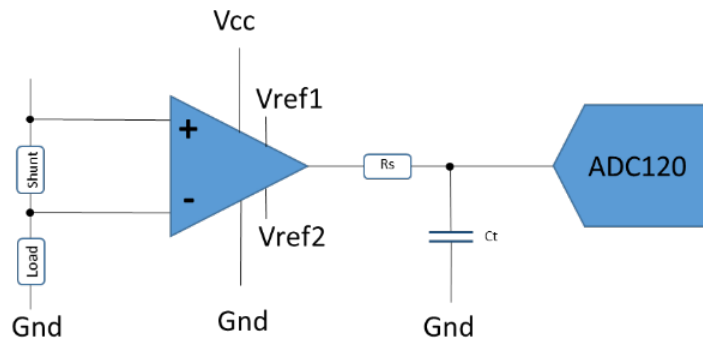 Vcc
Vref1
+
Shunt
Rs
ADC120
-
Vref2
Ct
Load
Gnd
Gnd
Gnd